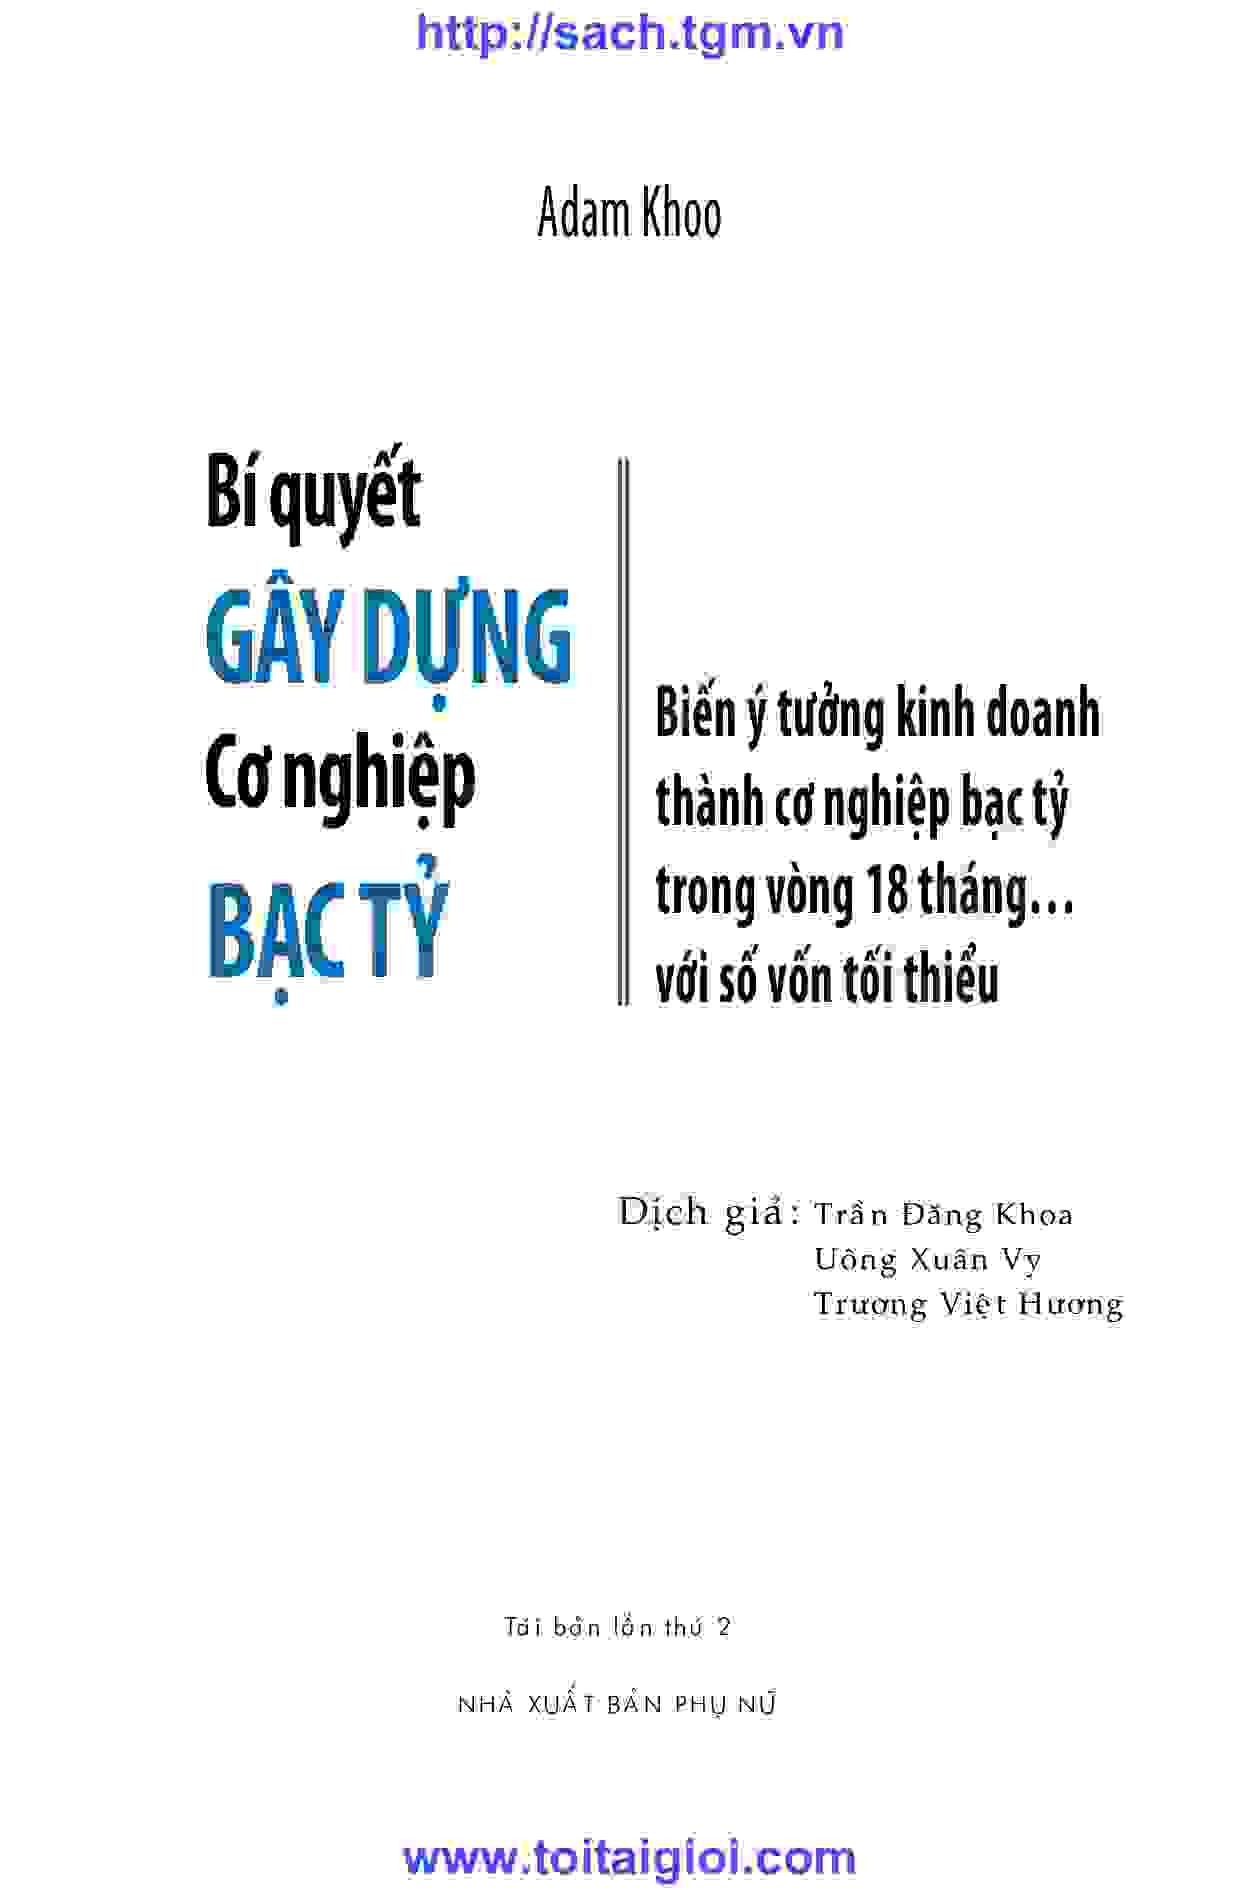 http://sach.tgm.vn
Adam Khoo
Bí quyết
GÂY DỰNG
Cơ nghiệp
BẠC TỶ
Biến ý tưởng kinh doanh
thành cơ nghiệp bạc tỷ
trong vòng 18 tháng...
với số vốn tối thiểu
Dịch giả: Trần Đăng Khoa
Uông Xuân Vy
Trương Việt Hương
Tái bản lần thứ 2
NHÀ XUẤT BẢN PHỤ NỮ
www.toitaigioi.com